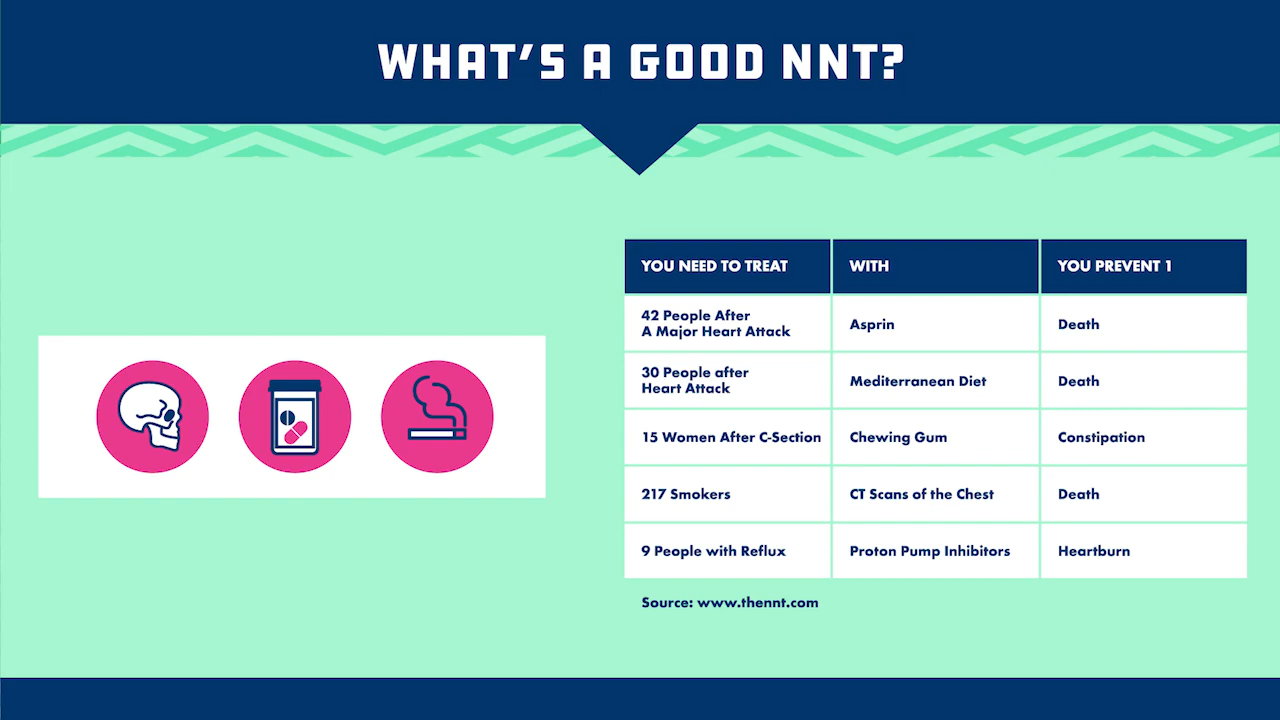 WHAT'S A GOOD NNT?
YOU NEED TO TREAT
WITH
YOU PREVENT 1
42 People After
A Major Heart Attack
Asprin
Death
30 People after
Heart Attack
Mediterranean Diet
Death
15 Women After C-Section
Chewing Gum
Constipation
217 Smokers
CT Scans of the Chest
Death
9 People with Reflux
Proton Pump Inhibitors
Heartburn
Source: www.thennt.com